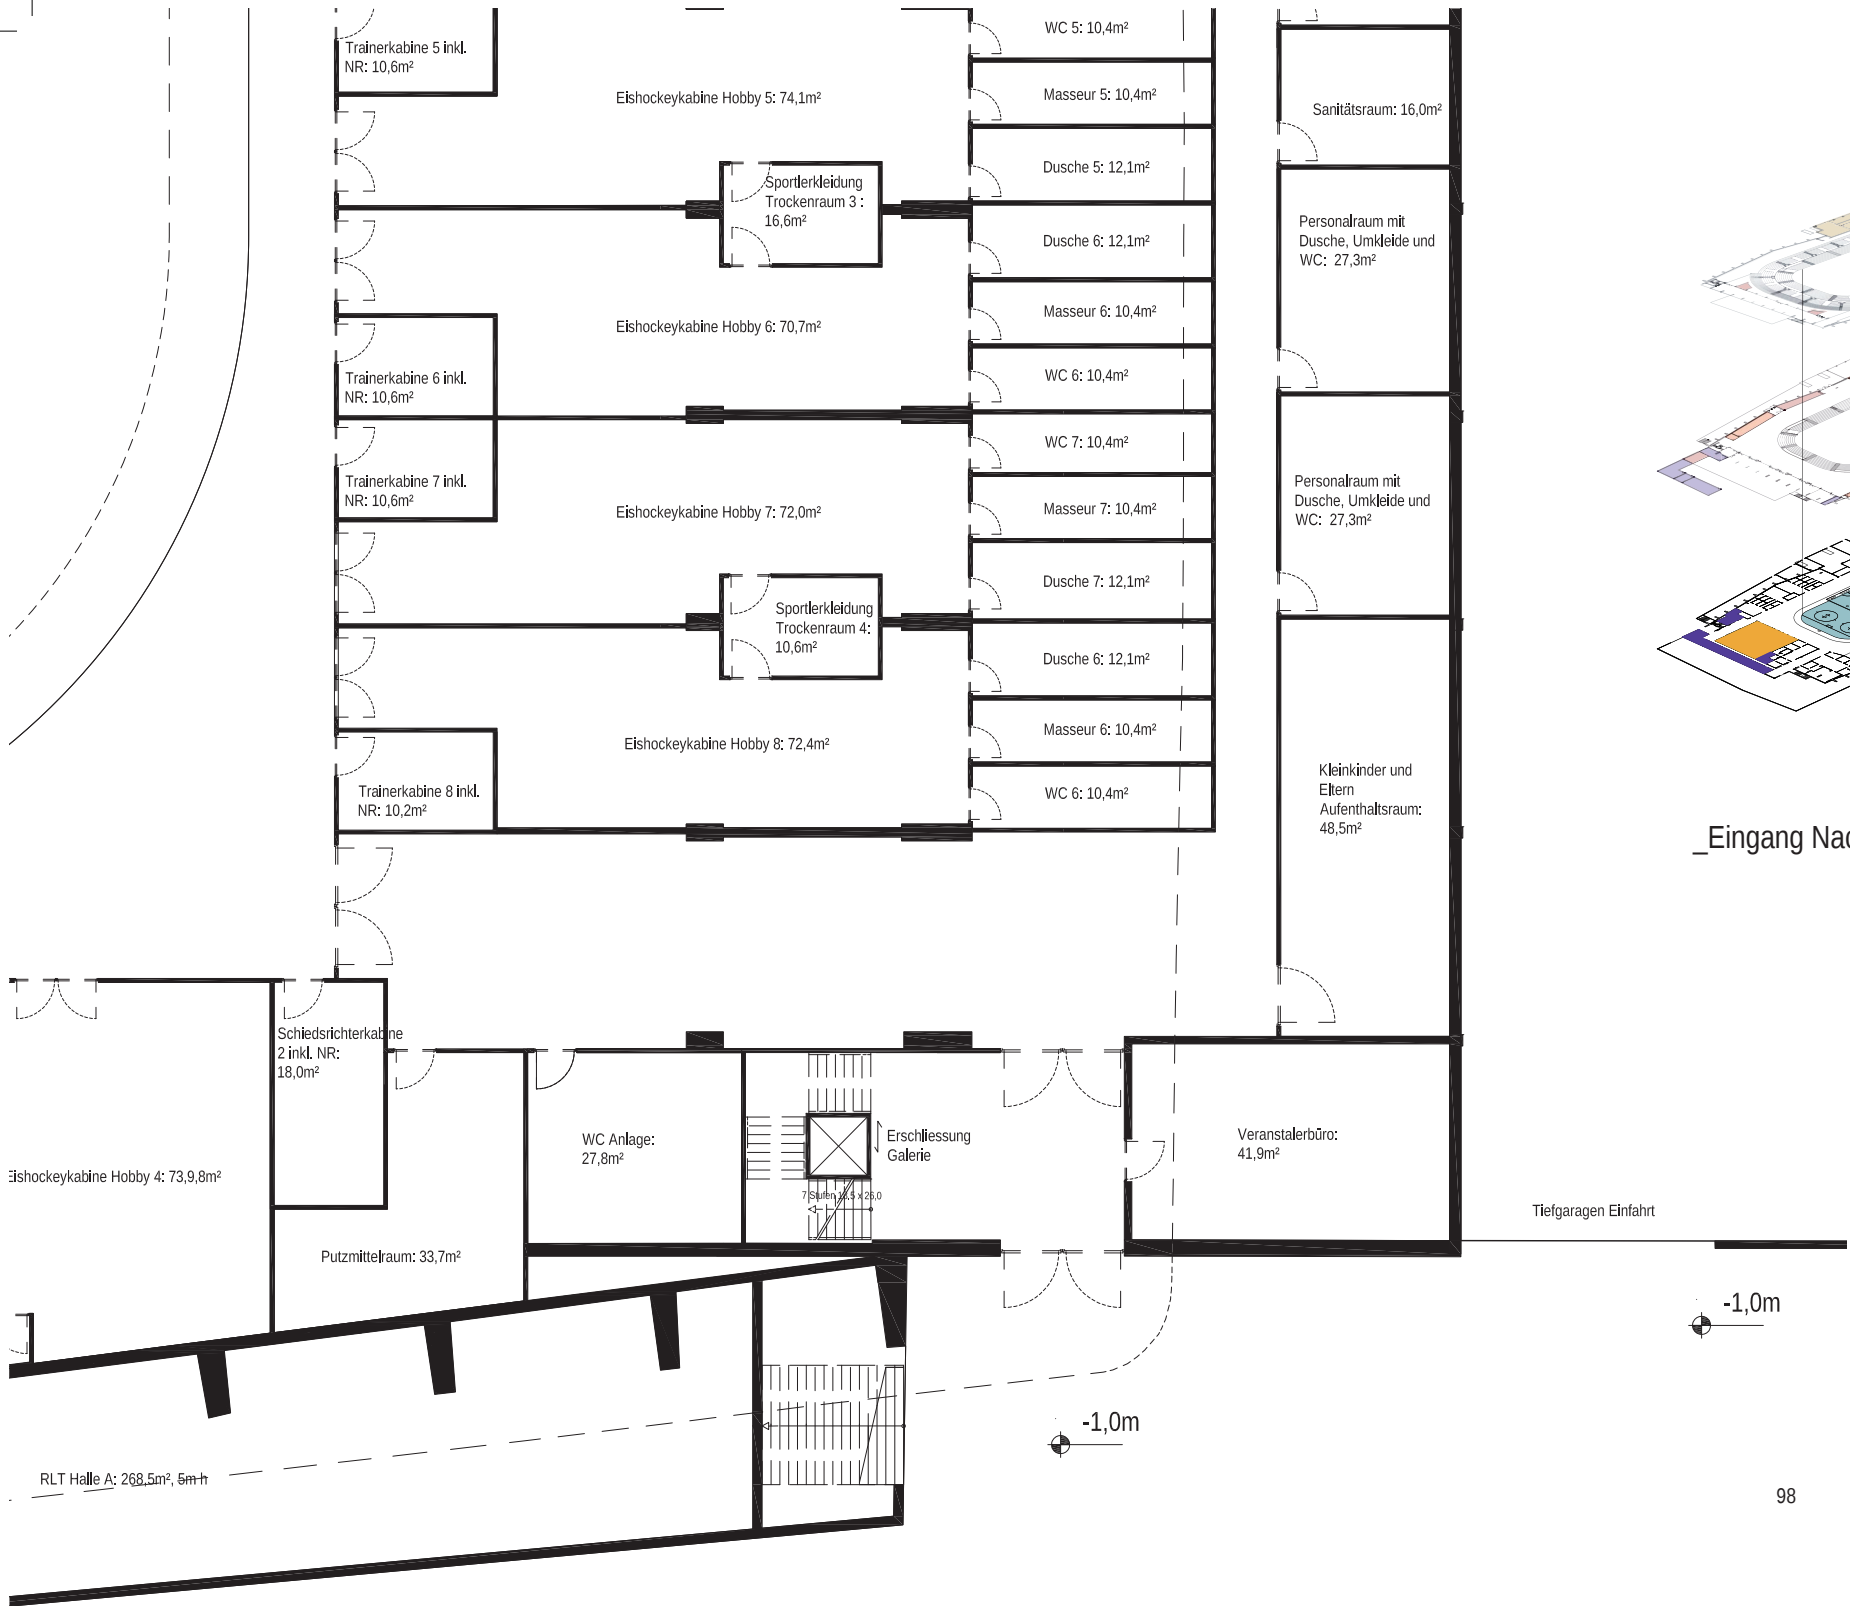 Trainerkabine 5 inkl.
NR: 10,6m²
Eishockeykabine Hobby 5: 74,1m²
WC 5: 10,4m²
Masseur 5: 10,4m²
Dusche 5: 12,1m²
Sanitätsraum: 16,0m²
Sportlerkleidung
Trockenraum 3 :
16,6m²
Personalraum mit
Dusche, Umkleide und
WC:  27,3m²
Dusche 6: 12,1m²
Masseur 6: 10,4m²
WC 6: 10,4m²
Eishockeykabine Hobby 6: 70,7m²
Trainerkabine 6 inkl.
NR: 10,6m²
Trainerkabine 7 inkl.
NR: 10,6m²
Eishockeykabine Hobby 7: 72,0m²
WC 7: 10,4m²
Masseur 7: 10,4m²
Dusche 7: 12,1m²
Personalraum mit
Dusche, Umkleide und
WC:  27,3m²
Sportlerkleidung
Trockenraum 4:
10,6m²
Dusche 6: 12,1m²
Masseur 6: 10,4m²
WC 6: 10,4m²
Eishockeykabine Hobby 8: 72,4m²
Trainerkabine 8 inkl.
NR: 10,2m²
Kleinkinder und
Eltern
Aufenthaltsraum:
48,5m²
_Eingang Nac
Schiedsrichterkabine
2 inkl. NR:
18,0m²
Eishockeykabine Hobby 4: 73,9,8m²
Putzmittelraum: 33,7m²
WC Anlage:
27,8m²
Erschliessung
Galerie
7 Stufen 18,5 x 26,0
Veranstalerbüro:
41,9m²
Tiefgaragen Einfahrt
-1,0m
-1,0m
RLT Halle A: 268,5m², 5m h
98